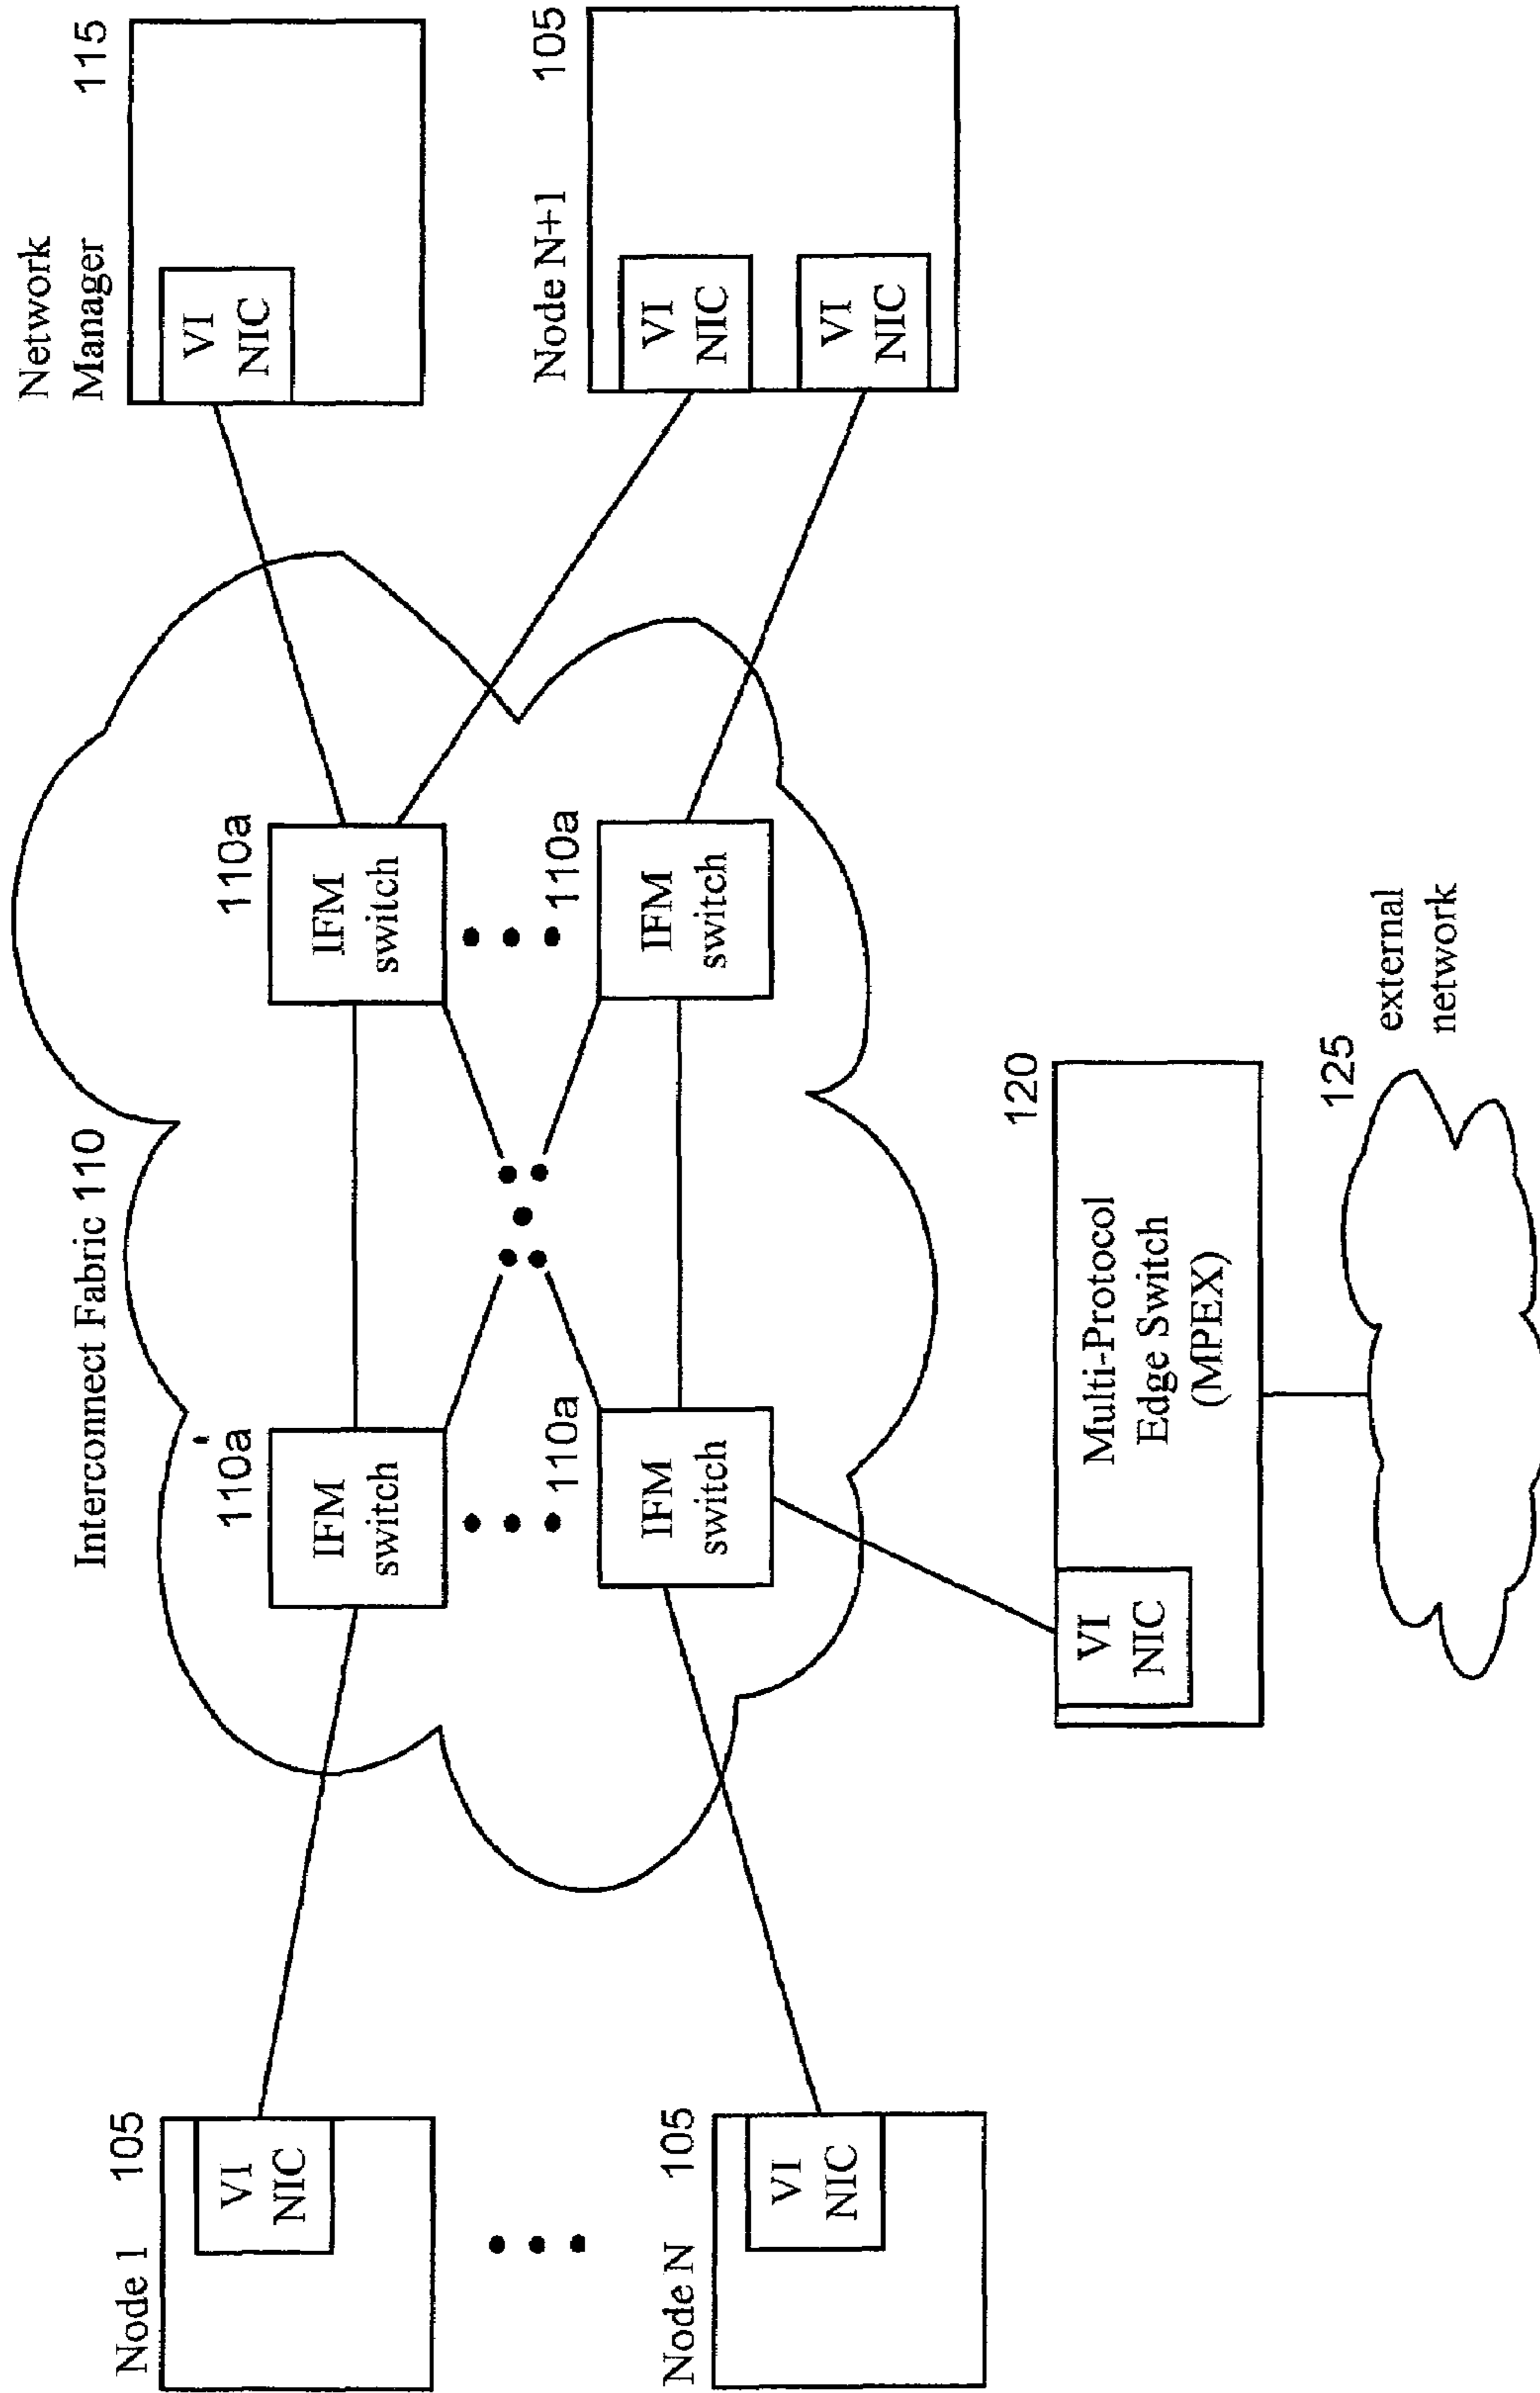 Interconnect Fabric 110
Network
Manager 115
VI
NIC
Node 1 105
VI
NIC
110a
IFM
switch
110a
IFM
switch
Node N+1 105
VI
NIC
VI
NIC
110a
IFM
switch
110a
IFM
switch
Node N 105
VI
NIC
120
VI
NIC
Multi-Protocol
Edge Switch
(MPEX)
125
external
network